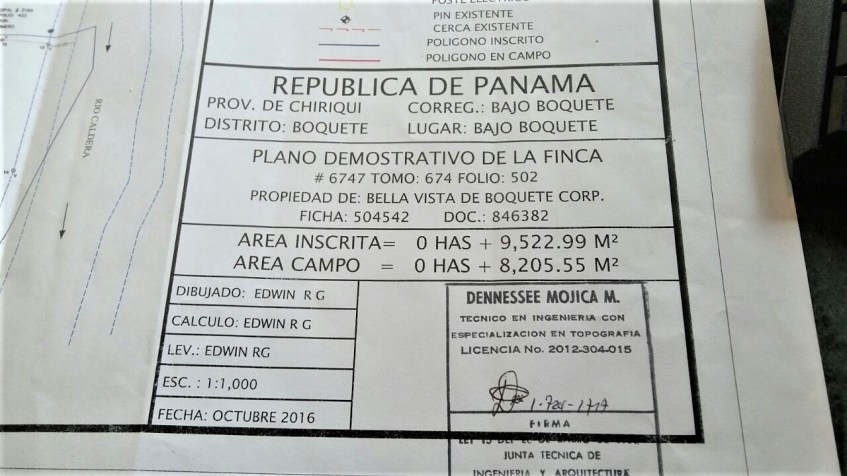 POSTE ELECTRICO
PIN EXISTENTE
CERCA EXISTENTE
POLIGONO INSCRITO
POLIGONO EN CAMPO
RIO CALDERA
REPUBLICA DE PANAMA
PROV. DE CHIRIQUI CORREG.: BAJO BOQUETE
DISTRITO: BOQUETE LUGAR: BAJO BOQUETE
PLANO DEMOSTRATIVO DE LA FINCA
# 6747 TOMO: 674 FOLIO: 502
PROPIEDAD DE: BELLA VISTA DE BOQUETE CORP.
FICHA: 504542 DOC.: 846382
AREA INSCRITA= 0 HAS + 9,522.99 M²
AREA CAMPO = 0 HAS + 8,205.55 M²
DIBUJADO: EDWIN R G
CALCULO: EDWIN R G
LEV.: EDWIN RG
ESC. : 1:1,000
FECHA: OCTUBRE 2016
DENNESSEE MOJICA M.
TECNICO EN INGENIERIA CON
ESPECIALIZACION EN TOPOGRAFIA
LICENCIA No. 2012-304-015
FIRMA
JUNTA TECNICA DE
INGENIERIA Y ARQUITECTURA